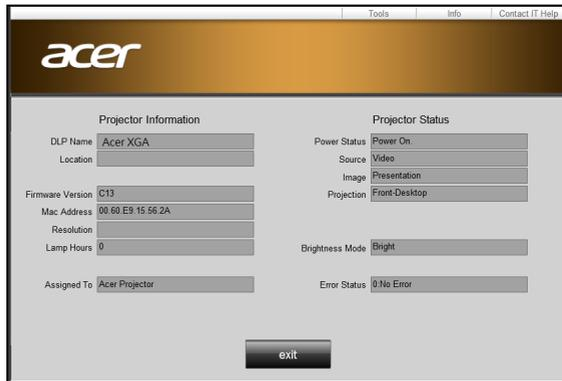 Tools Info Contact IT Help
acer
Projector Information
DLP Name Acer XGA
Location
Firmware Version C13
Mac Address 00.60.E9.15.56.2A
Resolution
Lamp Hours 0
Assigned To Acer Projector
Projector Status
Power Status Power On.
Source Video
Image Presentation
Projection Front-Desktop
Brightness Mode Bright
Error Status 0:No Error
exit